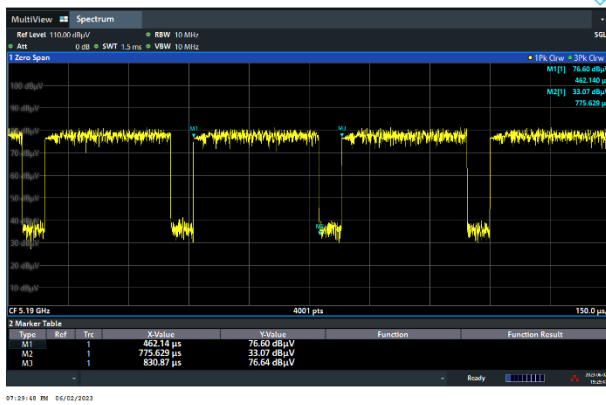 MultiView Spectrum
Ref Level 110.00 dBµV RBW 10 MHz SGL
Att 0 dB SWT 1.5 ms VBW 10 MHz
1 Zero Span 1Pk Clrw 3Pk Clrw
M1[1] 76.60 dBµV
462.140 µ
M2[1] 33.07 dBµV
775.629 µ
100 dBµV
90 dBµV
M1 M3
70 dBµV
60 dBµV
50 dBµV
40 dBµV
30 dBµV
20 dBµV
10 dBµV
CF 5.19 GHz 4001 pts 150.0 µs/
2 Marker Table
Type Ref Trc X-Value Y-Value Function Function Result
M1 1 462.14 µs 76.60 dBµV
M2 1 775.629 µs 33.07 dBµV
M3 1 830.87 µs 76.64 dBµV
Ready
07:29:48 PM 06/02/2023